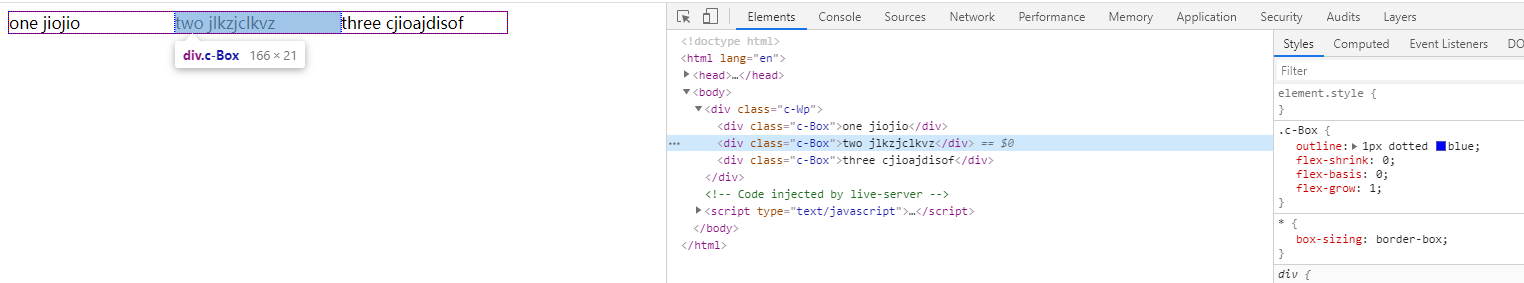 one jiojio two jlkzjclkvz three cjioajdisof
div.c-Box 166 × 21
Elements Console Sources Network Performance Memory Application Security Audits Layers
<!doctype html>
<html lang="en">
<head>…</head>
<body>
<div class="c-Wp">
<div class="c-Box">one jiojio</div>
<div class="c-Box">two jlkzjclkvz</div> == $0
<div class="c-Box">three cjioajdisof</div>
</div>
<!-- Code injected by live-server -->
<script type="text/javascript">…</script>
</body>
</html>
Styles Computed Event Listeners DO
Filter
element.style {
}
.c-Box {
outline: 1px dotted blue;
flex-shrink: 0;
flex-basis: 0;
flex-grow: 1;
}
* {
box-sizing: border-box;
}
div {